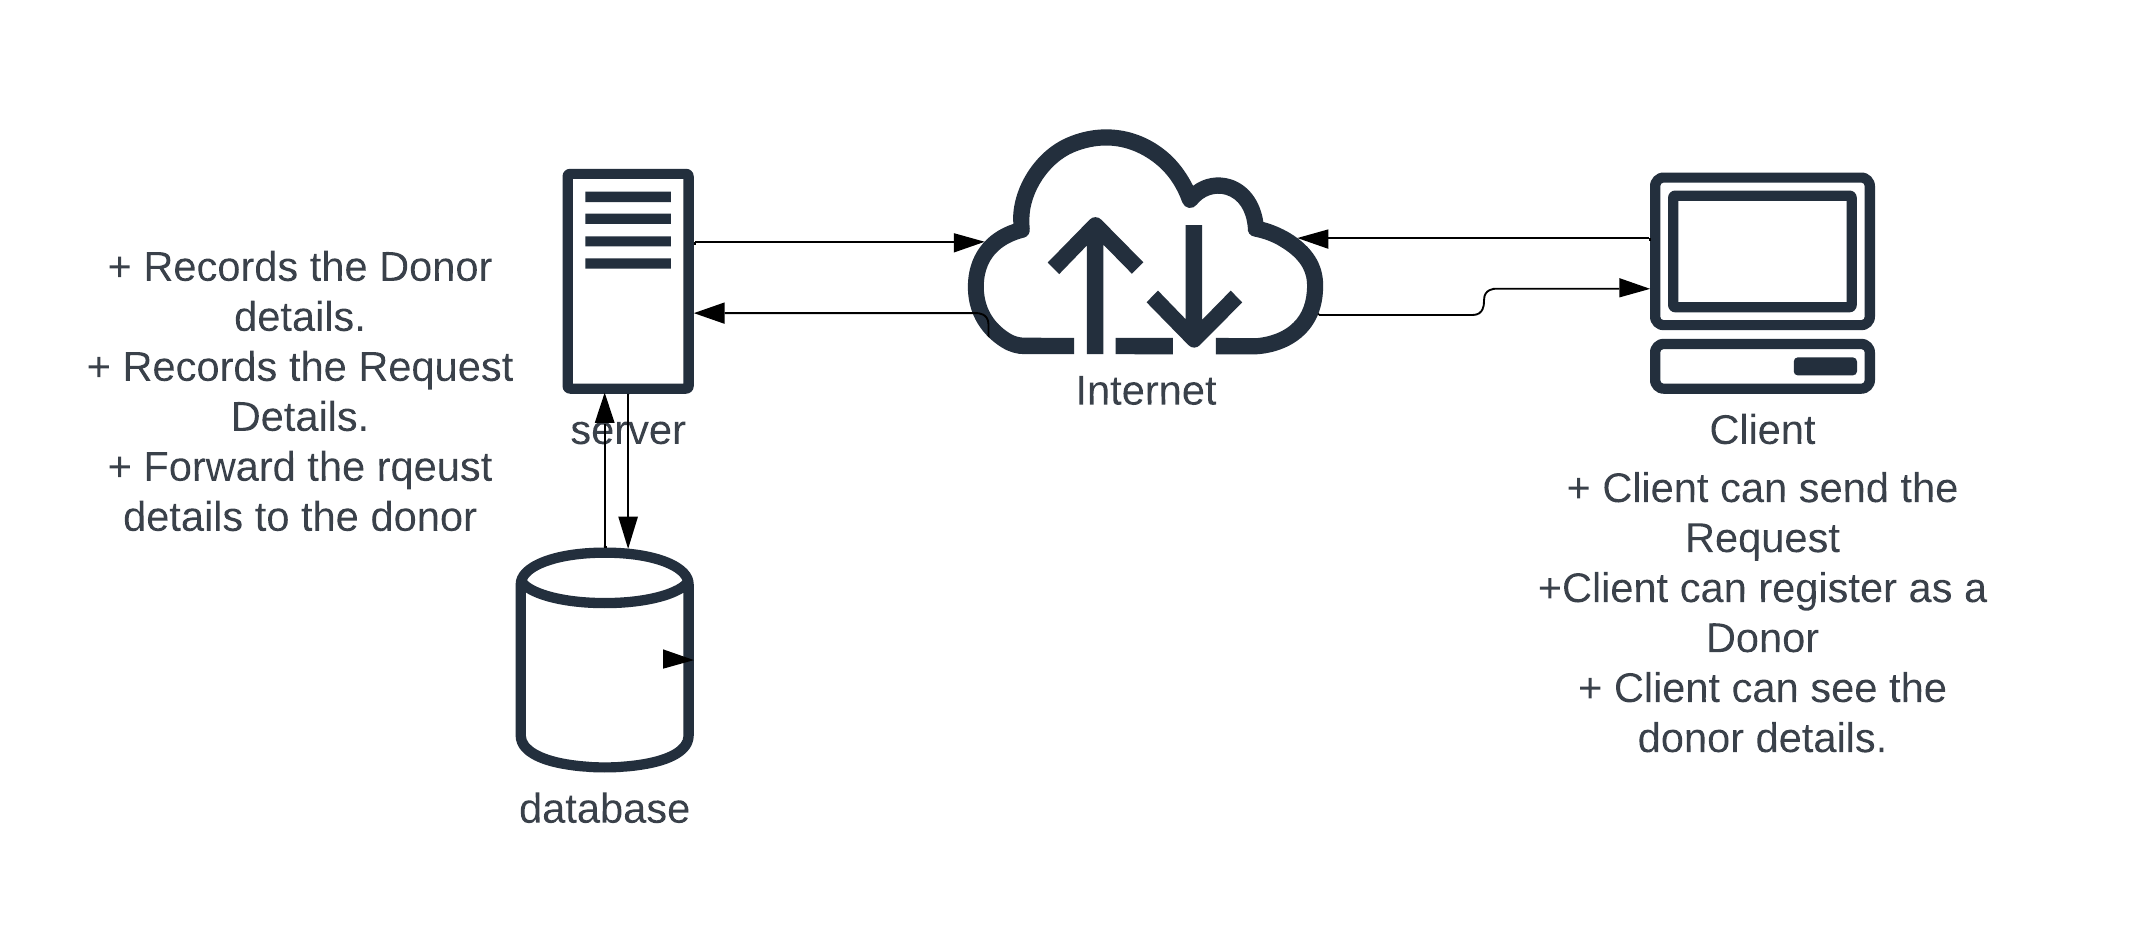 + Records the Donor
details.
+ Records the Request
Details.
+ Forward the rqeust
details to the donor
server
database
Internet
Client
+ Client can send the
Request
+Client can register as a
Donor
+ Client can see the
donor details.